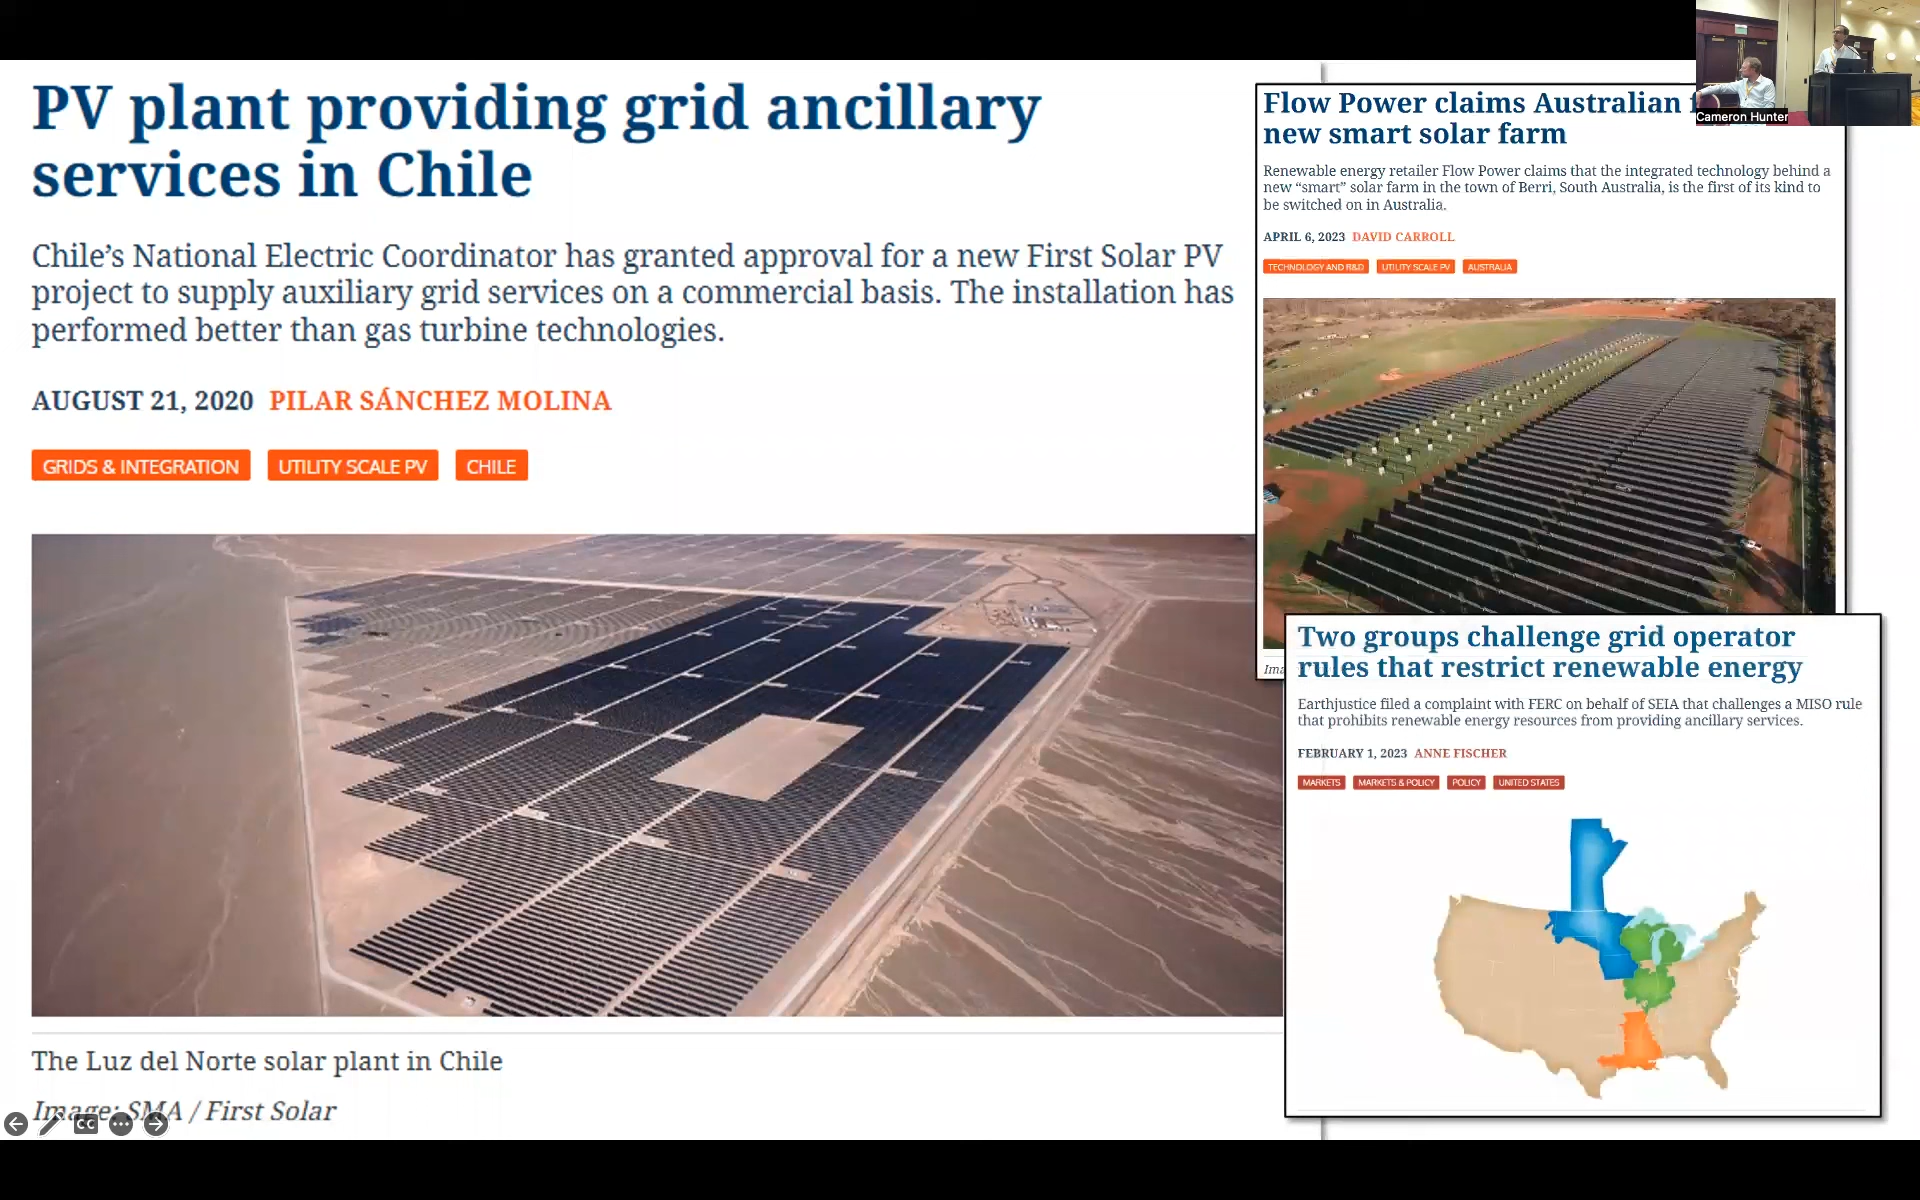 PV plant providing grid ancillary
services in Chile
Chile's National Electric Coordinator has granted approval for a new First Solar PV
project to supply auxiliary grid services on a commercial basis. The installation has
performed better than gas turbine technologies.
AUGUST 21, 2020 PILAR SÁNCHEZ MOLINA
GRIDS & INTEGRATION UTILITY SCALE PV CHILE
The Luz del Norte solar plant in Chile
Image: SMA / First Solar
CC
Flow Power claims Australian
new smart solar farm
Renewable energy retailer Flow Power claims that the integrated technology behind a
new “smart” solar farm in the town of Berri, South Australia, is the first of its kind to
be switched on in Australia.
APRIL 6, 2023 DAVID CARROLL
TECHNOLOGY AND R&D UTILITY SCALE PV AUSTRALIA
Ima
Two groups challenge grid operator
rules that restrict renewable energy
Earthjustice filed a complaint with FERC on behalf of SEIA that challenges a MISO rule
that prohibits renewable energy resources from providing ancillary services.
FEBRUARY 1, 2023 ANNE FISCHER
MARKETS MARKETS & POLICY POLICY UNITED STATES
Cameron Hunter